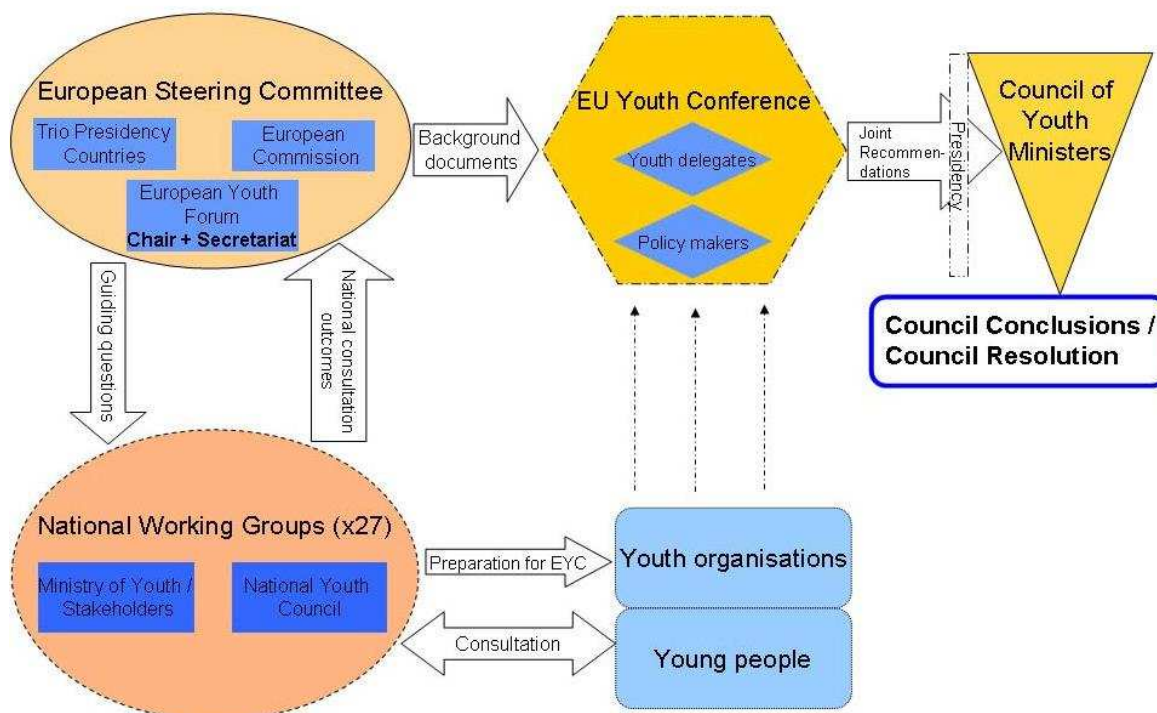 European Steering Committee
Trio Presidency
Countries
European
Commission
European Youth
Forum
Chair + Secretariat
Background
documents
EU Youth Conference
Youth delegates
Policy makers
Joint
Recommen-
dations
Presidency
Council of
Youth
Ministers
Council Conclusions /
Council Resolution
Guiding questions
National consultation
outcomes
National Working Groups (x27)
Ministry of Youth /
Stakeholders
National Youth
Council
Preparation for EYC
Consultation
Youth organisations
Young people